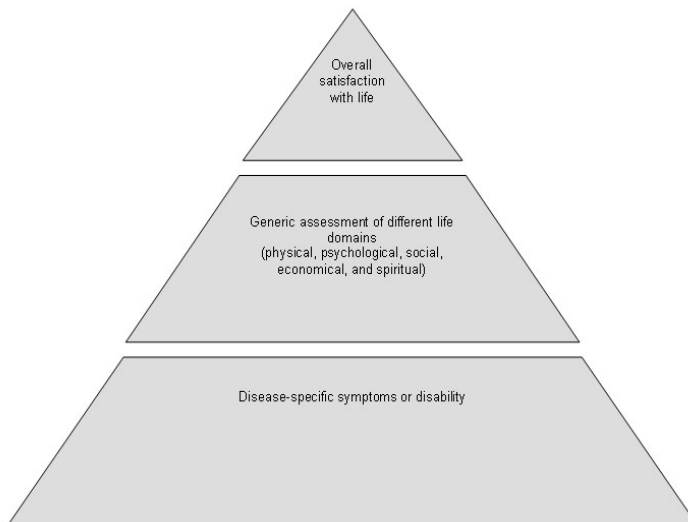 Overall
satisfaction
with life
Generic assessment of different life
domains
(physical, psychological, social,
economical, and spiritual)
Disease-specific symptoms or disability